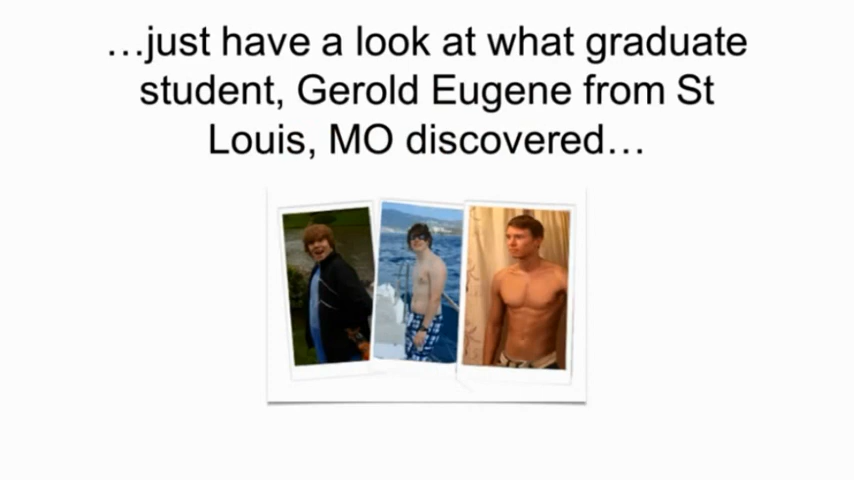 …just have a look at what graduate
student, Gerold Eugene from St
Louis, MO discovered…